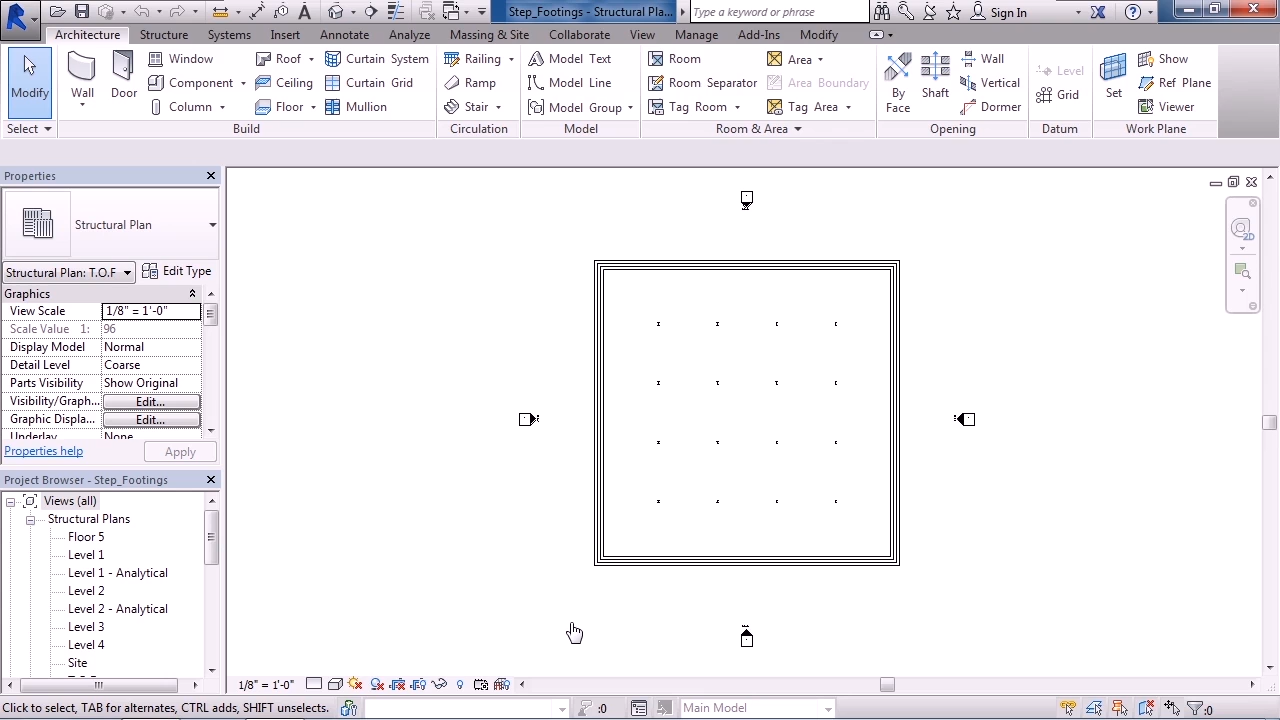 Step_Footings - Structural Pla...
Type a keyword or phrase
Sign In
Architecture Structure Systems Insert Annotate Analyze Massing & Site Collaborate View Manage Add-Ins Modify
Modify
Wall
Door
Window
Component
Column
Roof
Ceiling
Floor
Curtain System
Curtain Grid
Mullion
Railing
Ramp
Stair
Model Text
Model Line
Model Group
Room
Room Separator
Tag Room
Area
Area Boundary
Tag Area
By Face
Shaft
Wall
Vertical
Dormer
Level
Grid
Set
Show
Ref Plane
Viewer
Select Build Circulation Model Room & Area Opening Datum Work Plane
Properties
Structural Plan
Structural Plan: T.O.F
Edit Type
Graphics
View Scale 1/8" = 1'-0"
Scale Value 1: 96
Display Model Normal
Detail Level Coarse
Parts Visibility Show Original
Visibility/Graph... Edit...
Graphic Displa... Edit...
Underlay None
Properties help Apply
Project Browser - Step_Footings
Views (all)
Structural Plans
Floor 5
Level 1
Level 1 - Analytical
Level 2
Level 2 - Analytical
Level 3
Level 4
Site
2D
1/8" = 1'-0"
Click to select, TAB for alternates, CTRL adds, SHIFT unselects.
:0
Main Model
:0